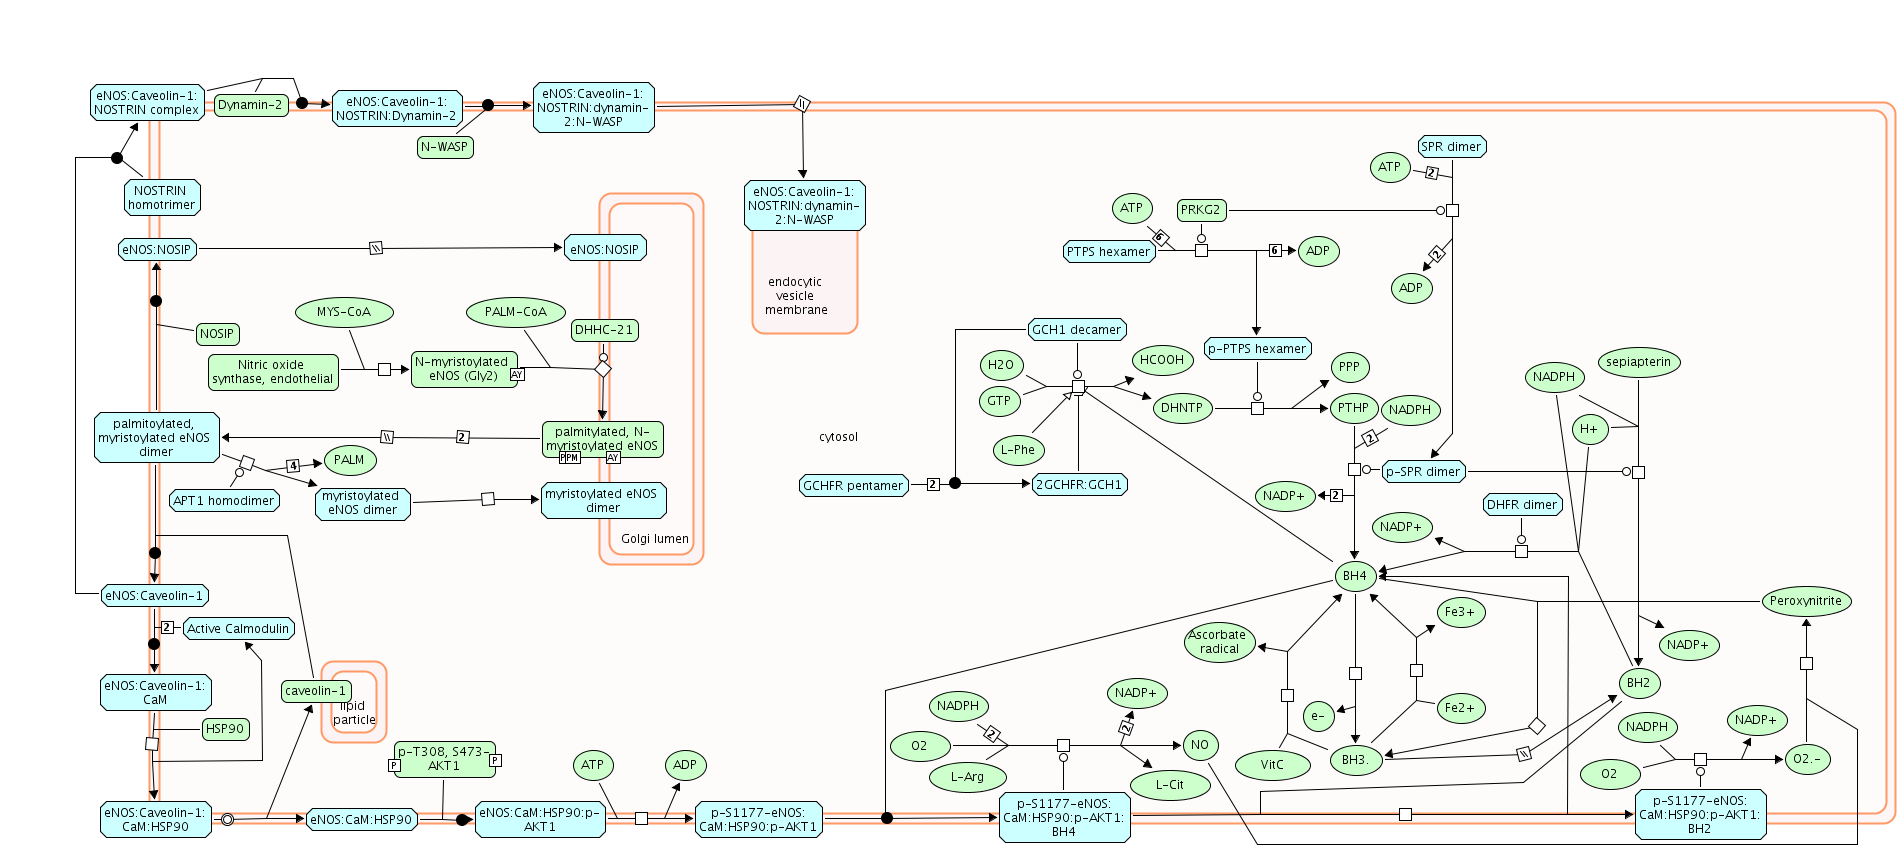 eNOS:Caveolin-1:
NOSTRIN complex
Dynamin-2
eNOS:Caveolin-1:
NOSTRIN:Dynamin-2
N-WASP
eNOS:Caveolin-1:
NOSTRIN:dynamin-
2:N-WASP
NOSTRIN
homotrimer
eNOS:Caveolin-1:
NOSTRIN:dynamin-
2:N-WASP
endocytic
vesicle
membrane
eNOS:NOSIP
eNOS:NOSIP
NOSIP
MYS-CoA
PALM-CoA
DHHC-21
Nitric oxide
synthase, endothelial
N-myristoylated
eNOS (Gly2)
AY
palmitoylated,
myristoylated eNOS
dimer
2
palmitylated, N-
myristoylated eNOS
P
PM
AY
4
PALM
APT1 homodimer
myristoylated
eNOS dimer
myristoylated eNOS
dimer
Golgi lumen
eNOS:Caveolin-1
2
Active Calmodulin
eNOS:Caveolin-1:
CaM
HSP90
caveolin-1
lipid
particle
eNOS:Caveolin-1:
CaM:HSP90
eNOS:CaM:HSP90
p-T308, S473-
AKT1
P
P
eNOS:CaM:HSP90:p-
AKT1
ATP
ADP
p-S1177-eNOS:
CaM:HSP90:p-AKT1
p-S1177-eNOS:
CaM:HSP90:p-AKT1:
BH4
p-S1177-eNOS:
CaM:HSP90:p-AKT1:
BH2
SPR dimer
ATP
2
ATP
PRKG2
6
PTPS hexamer
6
ADP
2
ADP
GCH1 decamer
p-PTPS hexamer
H2O
GTP
L-Phe
HCOOH
DHNTP
PPP
PTHP
NADPH
2
cytosol
GCHFR pentamer
2
2GCHFR:GCH1
p-SPR dimer
NADP+
2
DHFR dimer
NADP+
NADPH
sepiapterin
H+
BH4
Peroxynitrite
Fe3+
Ascorbate
radical
NADP+
BH2
e-
Fe2+
VitC
BH3.
NADPH
2
O2
L-Arg
NADP+
2
NO
L-Cit
NADPH
O2
NADP+
O2.-